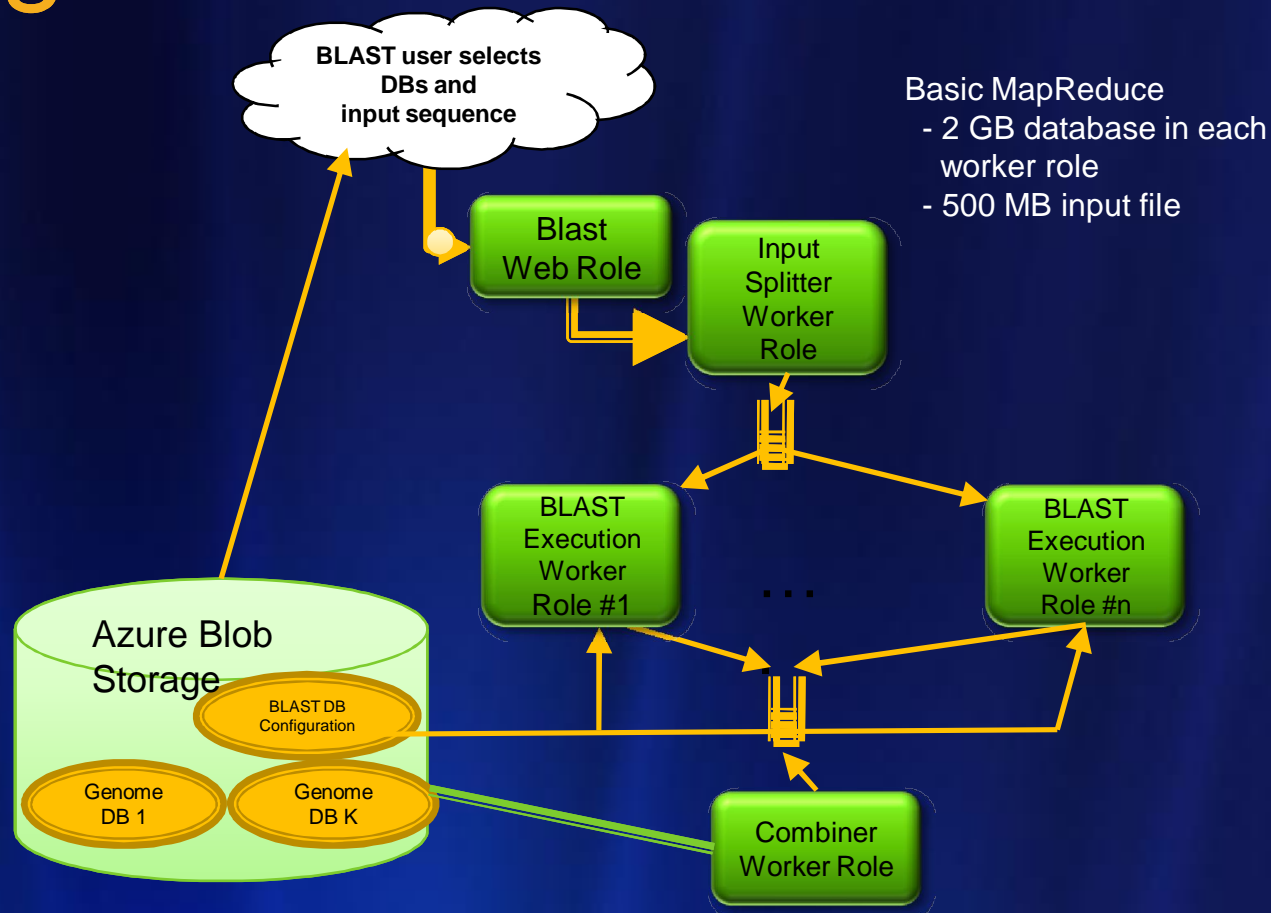 BLAST user selects
DBs and
input sequence
Basic MapReduce
- 2 GB database in each
worker role
- 500 MB input file
Blast
Web Role
Input
Splitter
Worker
Role
BLAST
Execution
Worker
Role #1
...
BLAST
Execution
Worker
Role #n
Azure Blob
Storage
BLAST DB
Configuration
Genome
DB 1
Genome
DB K
Combiner
Worker Role